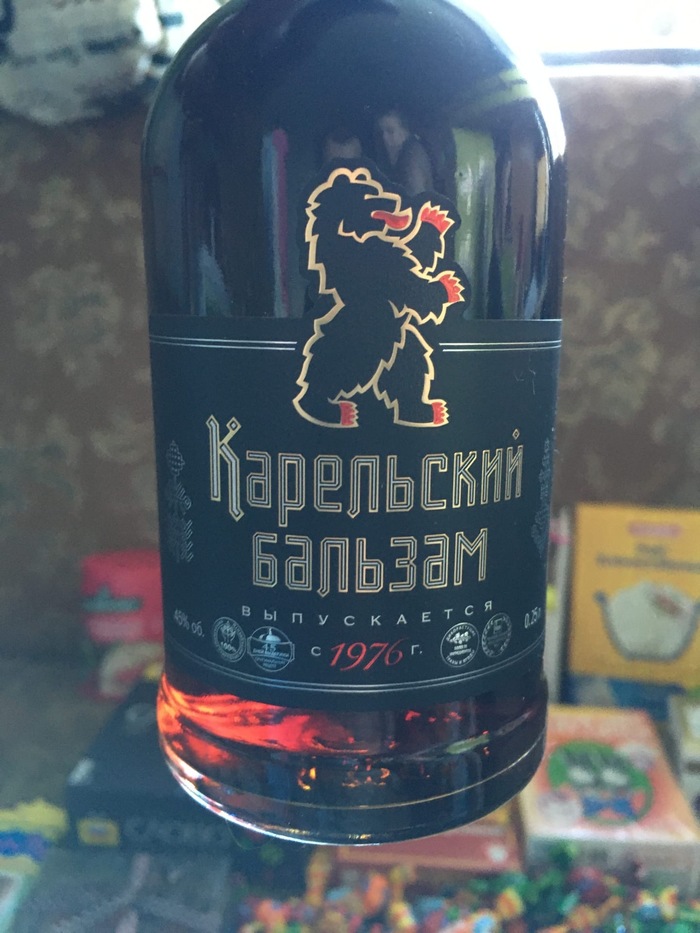 Карельский
бальзам
ВЫПУСКАЕТСЯ
с 1976 г.
45% об.
0.25л